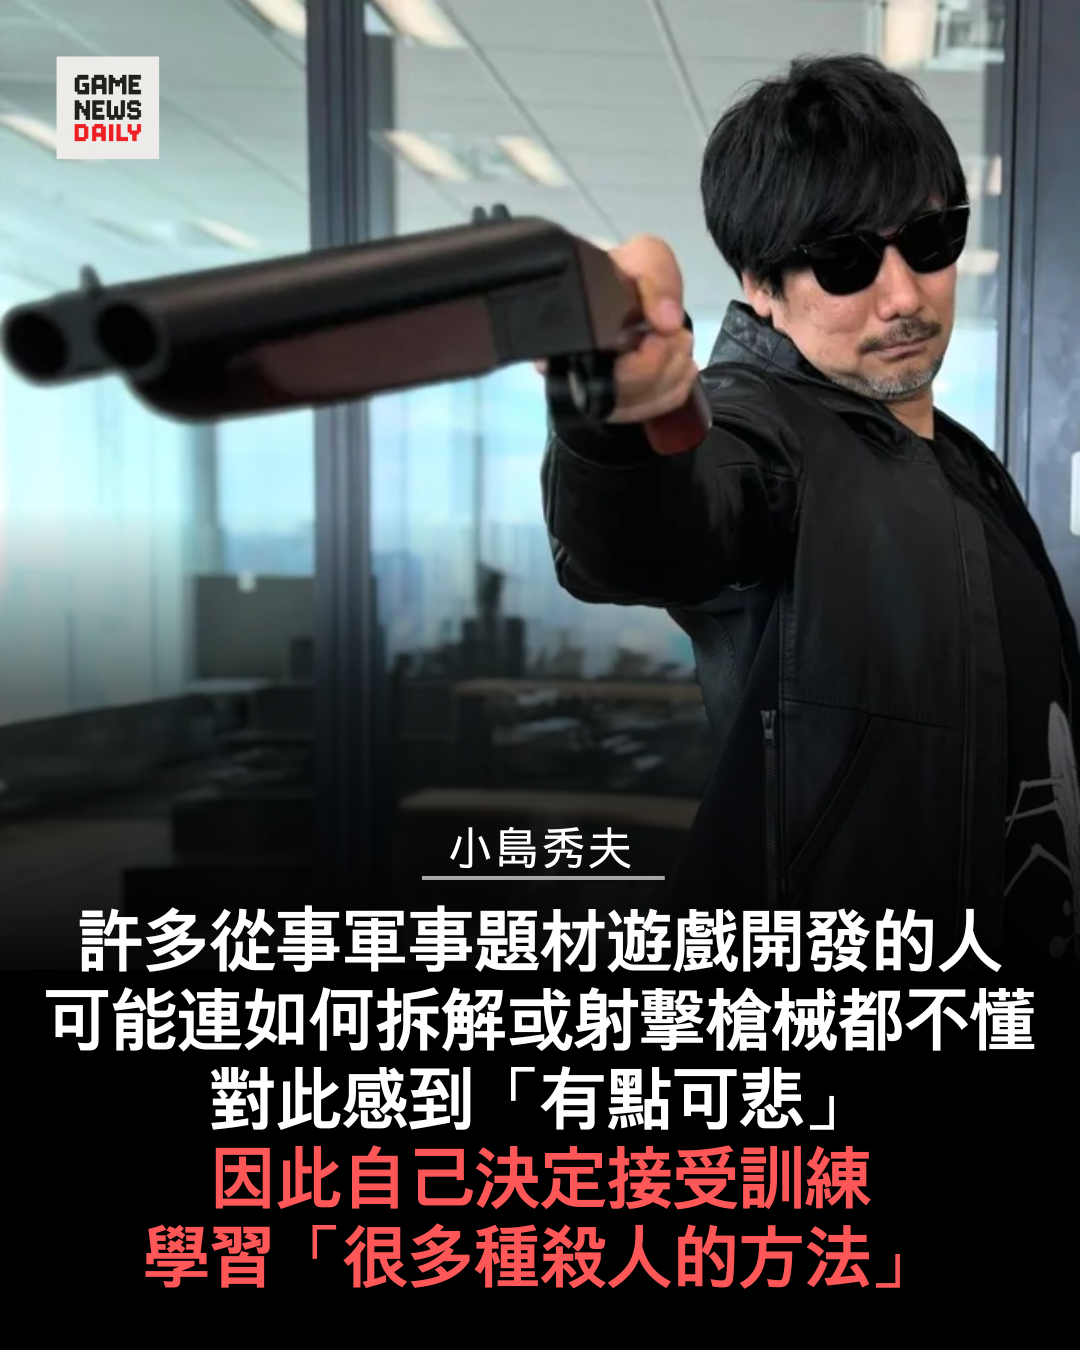 GAME
NEWS
DAILY
小島秀夫
許多從事軍事題材遊戲開發的人
可能連如何拆解或射擊槍械都不懂
對此感到「有點可悲」
因此自己決定接受訓練
學習「很多種殺人的方法」